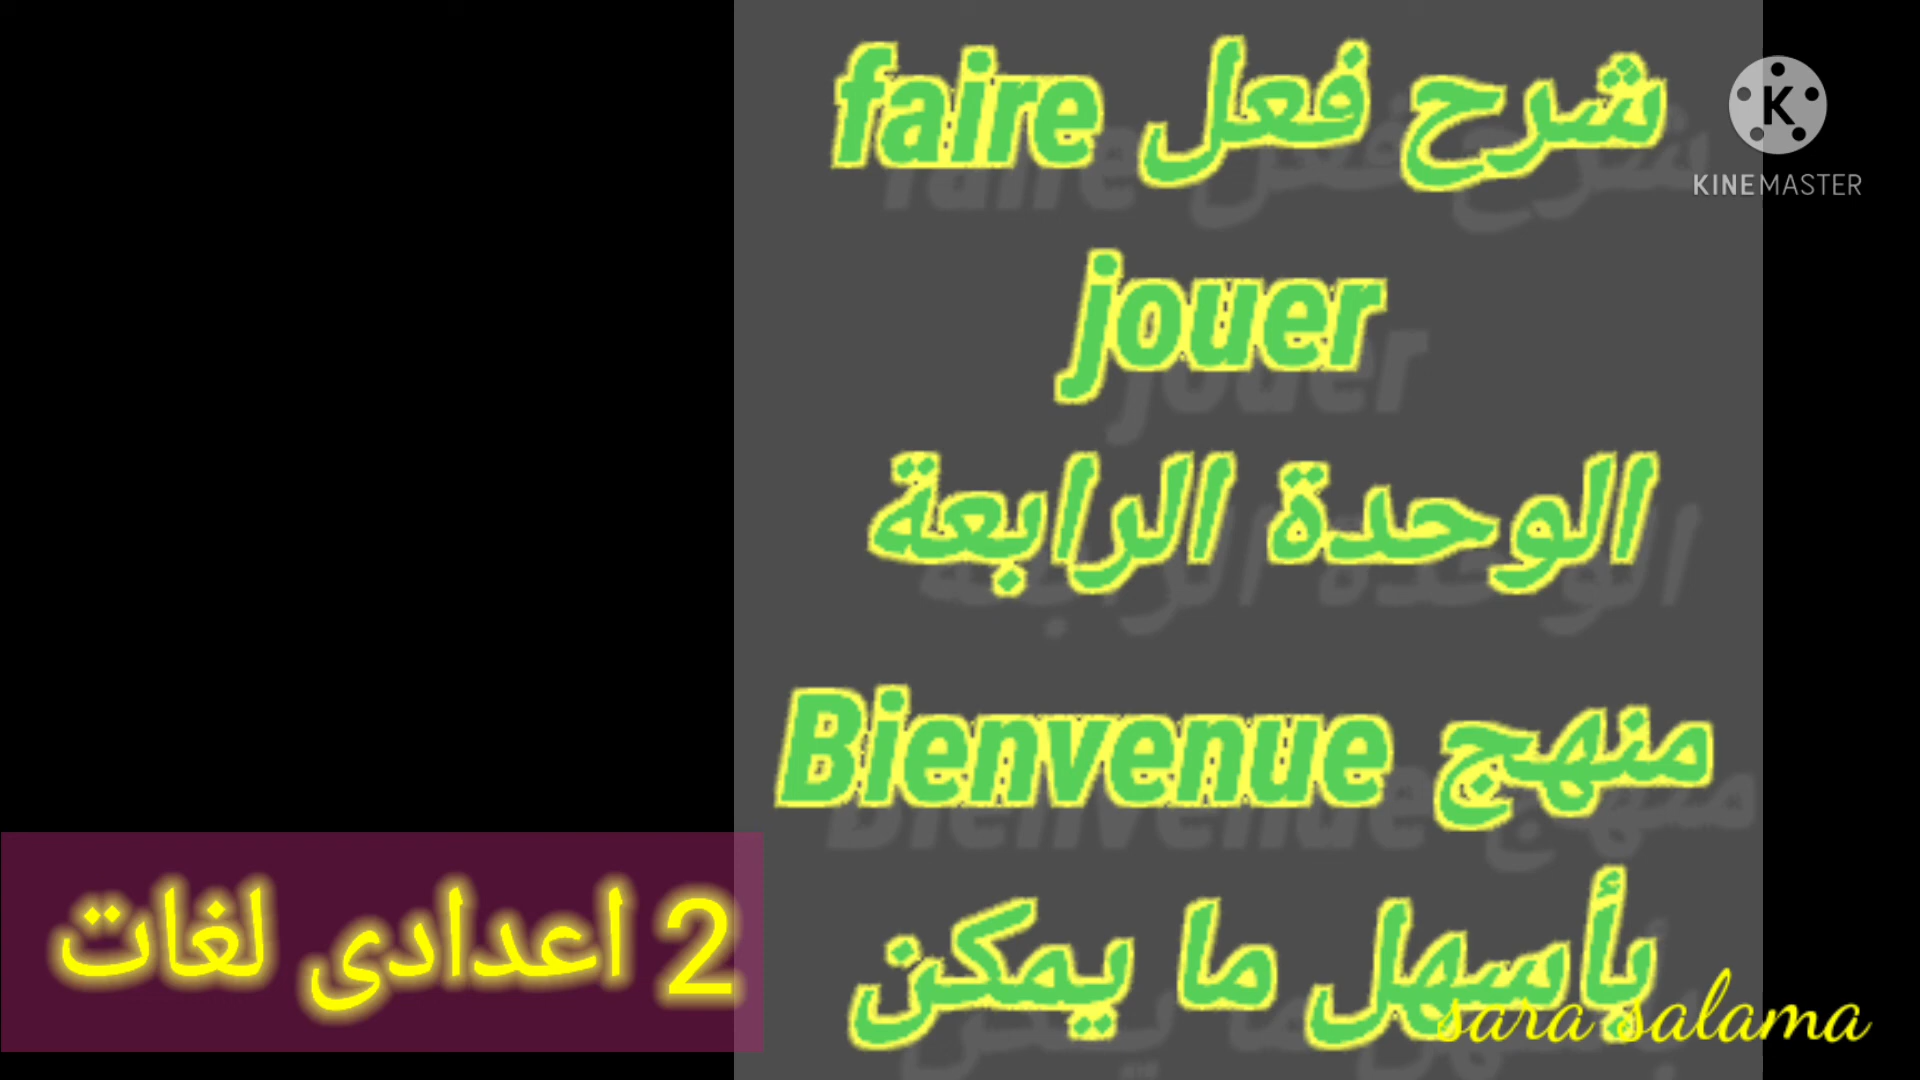 شرح فعل faire
jouer
الوحدة الرابعة
منهج Bienvenue
بأسهل ما يمكن
2 اعدادى لغات
K
KINEMASTER
sara salama